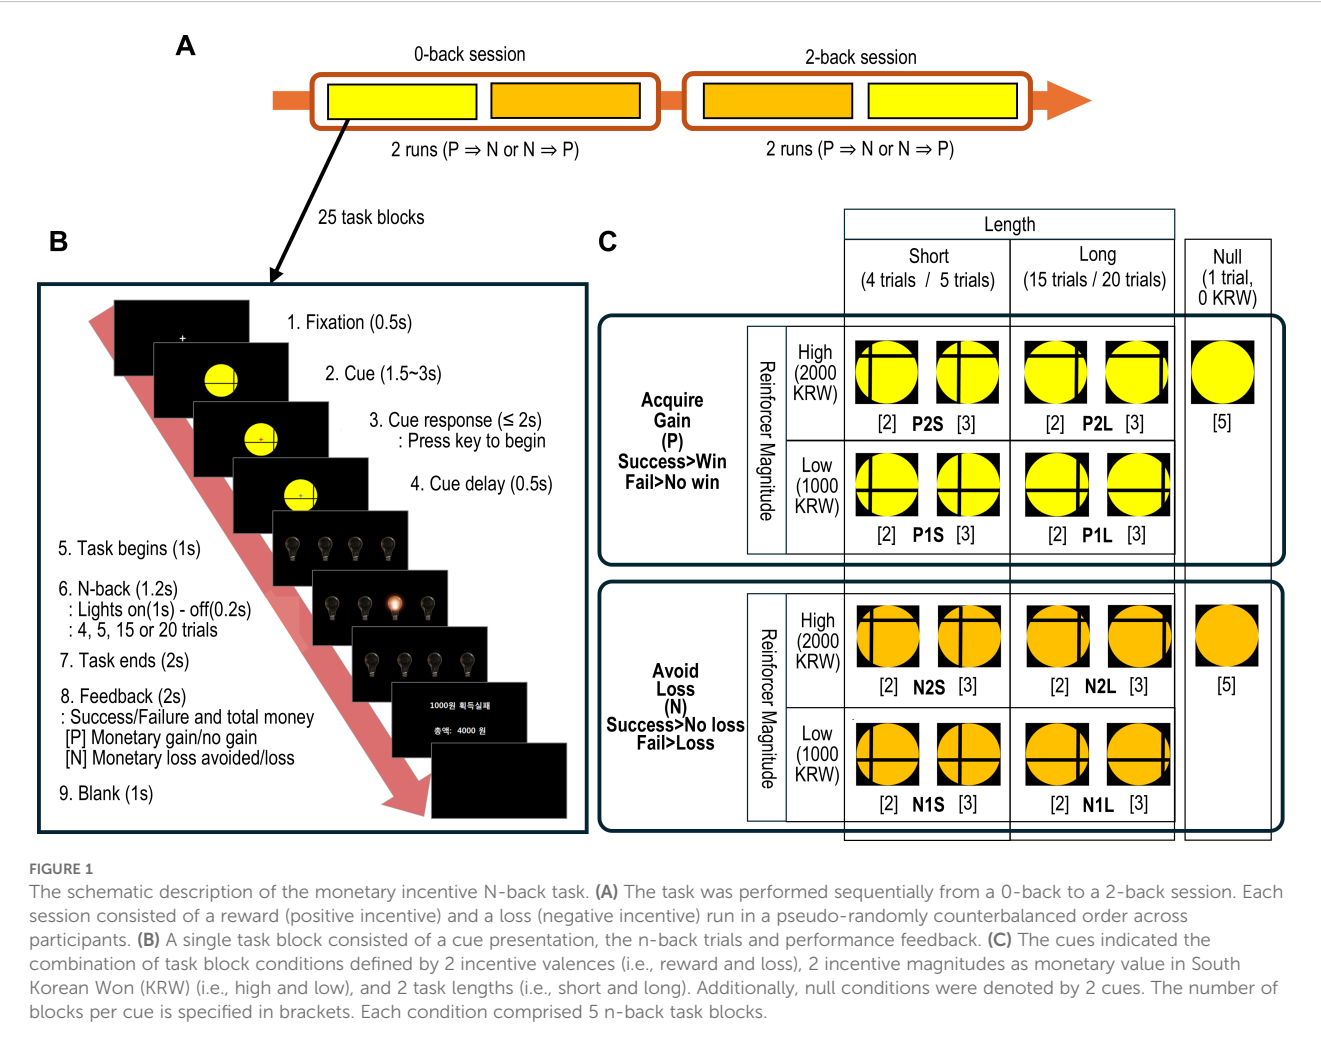 A
0-back session
2-back session
2 runs (P ⇒ N or N ⇒ P)
2 runs (P ⇒ N or N ⇒ P)
25 task blocks
B
1. Fixation (0.5s)
2. Cue (1.5~3s)
3. Cue response (≤ 2s)
: Press key to begin
4. Cue delay (0.5s)
5. Task begins (1s)
6. N-back (1.2s)
: Lights on(1s) - off(0.2s)
: 4, 5, 15 or 20 trials
7. Task ends (2s)
8. Feedback (2s)
: Success/Failure and total money
[P] Monetary gain/no gain
[N] Monetary loss avoided/loss
9. Blank (1s)
1000원 획득실패
총액: 4000 원
C
Length
Short
(4 trials / 5 trials)
Long
(15 trials / 20 trials)
Null
(1 trial,
0 KRW)
Acquire
Gain
(P)
Success>Win
Fail>No win
Reinforcer Magnitude
High
(2000
KRW)
[2] P2S [3]
[2] P2L [3]
[5]
Low
(1000
KRW)
[2] P1S [3]
[2] P1L [3]
Avoid
Loss
(N)
Success>No loss
Fail>Loss
Reinforcer Magnitude
High
(2000
KRW)
[2] N2S [3]
[2] N2L [3]
[5]
Low
(1000
KRW)
[2] N1S [3]
[2] N1L [3]
FIGURE 1
The schematic description of the monetary incentive N-back task. (A) The task was performed sequentially from a 0-back to a 2-back session. Each
session consisted of a reward (positive incentive) and a loss (negative incentive) run in a pseudo-randomly counterbalanced order across
participants. (B) A single task block consisted of a cue presentation, the n-back trials and performance feedback. (C) The cues indicated the
combination of task block conditions defined by 2 incentive valences (i.e., reward and loss), 2 incentive magnitudes as monetary value in South
Korean Won (KRW) (i.e., high and low), and 2 task lengths (i.e., short and long). Additionally, null conditions were denoted by 2 cues. The number of
blocks per cue is specified in brackets. Each condition comprised 5 n-back task blocks.